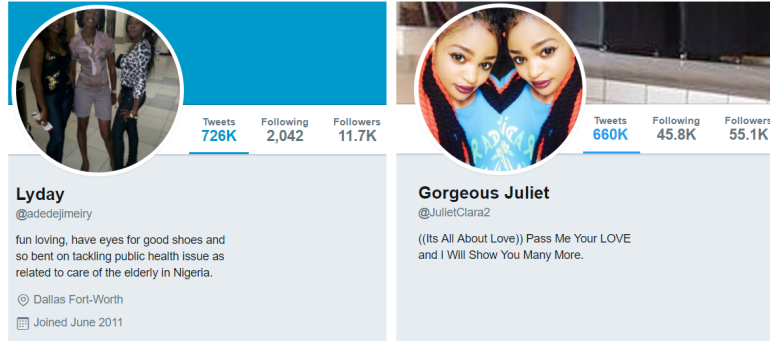 Tweets Following Followers
726K 2,042 11.7K
Lyday
@adedejimeiry
fun loving, have eyes for good shoes and
so bent on tackling public health issue as
related to care of the elderly in Nigeria.
Dallas Fort-Worth
Joined June 2011
Tweets Following Followers
660K 45.8K 55.1K
Gorgeous Juliet
@JulietClara2
((Its All About Love)) Pass Me Your LOVE
and I Will Show You Many More.